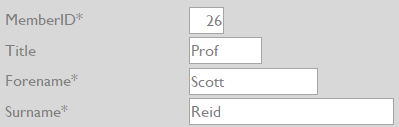 MemberID* 26
Title Prof
Forename* Scott
Surname* Reid